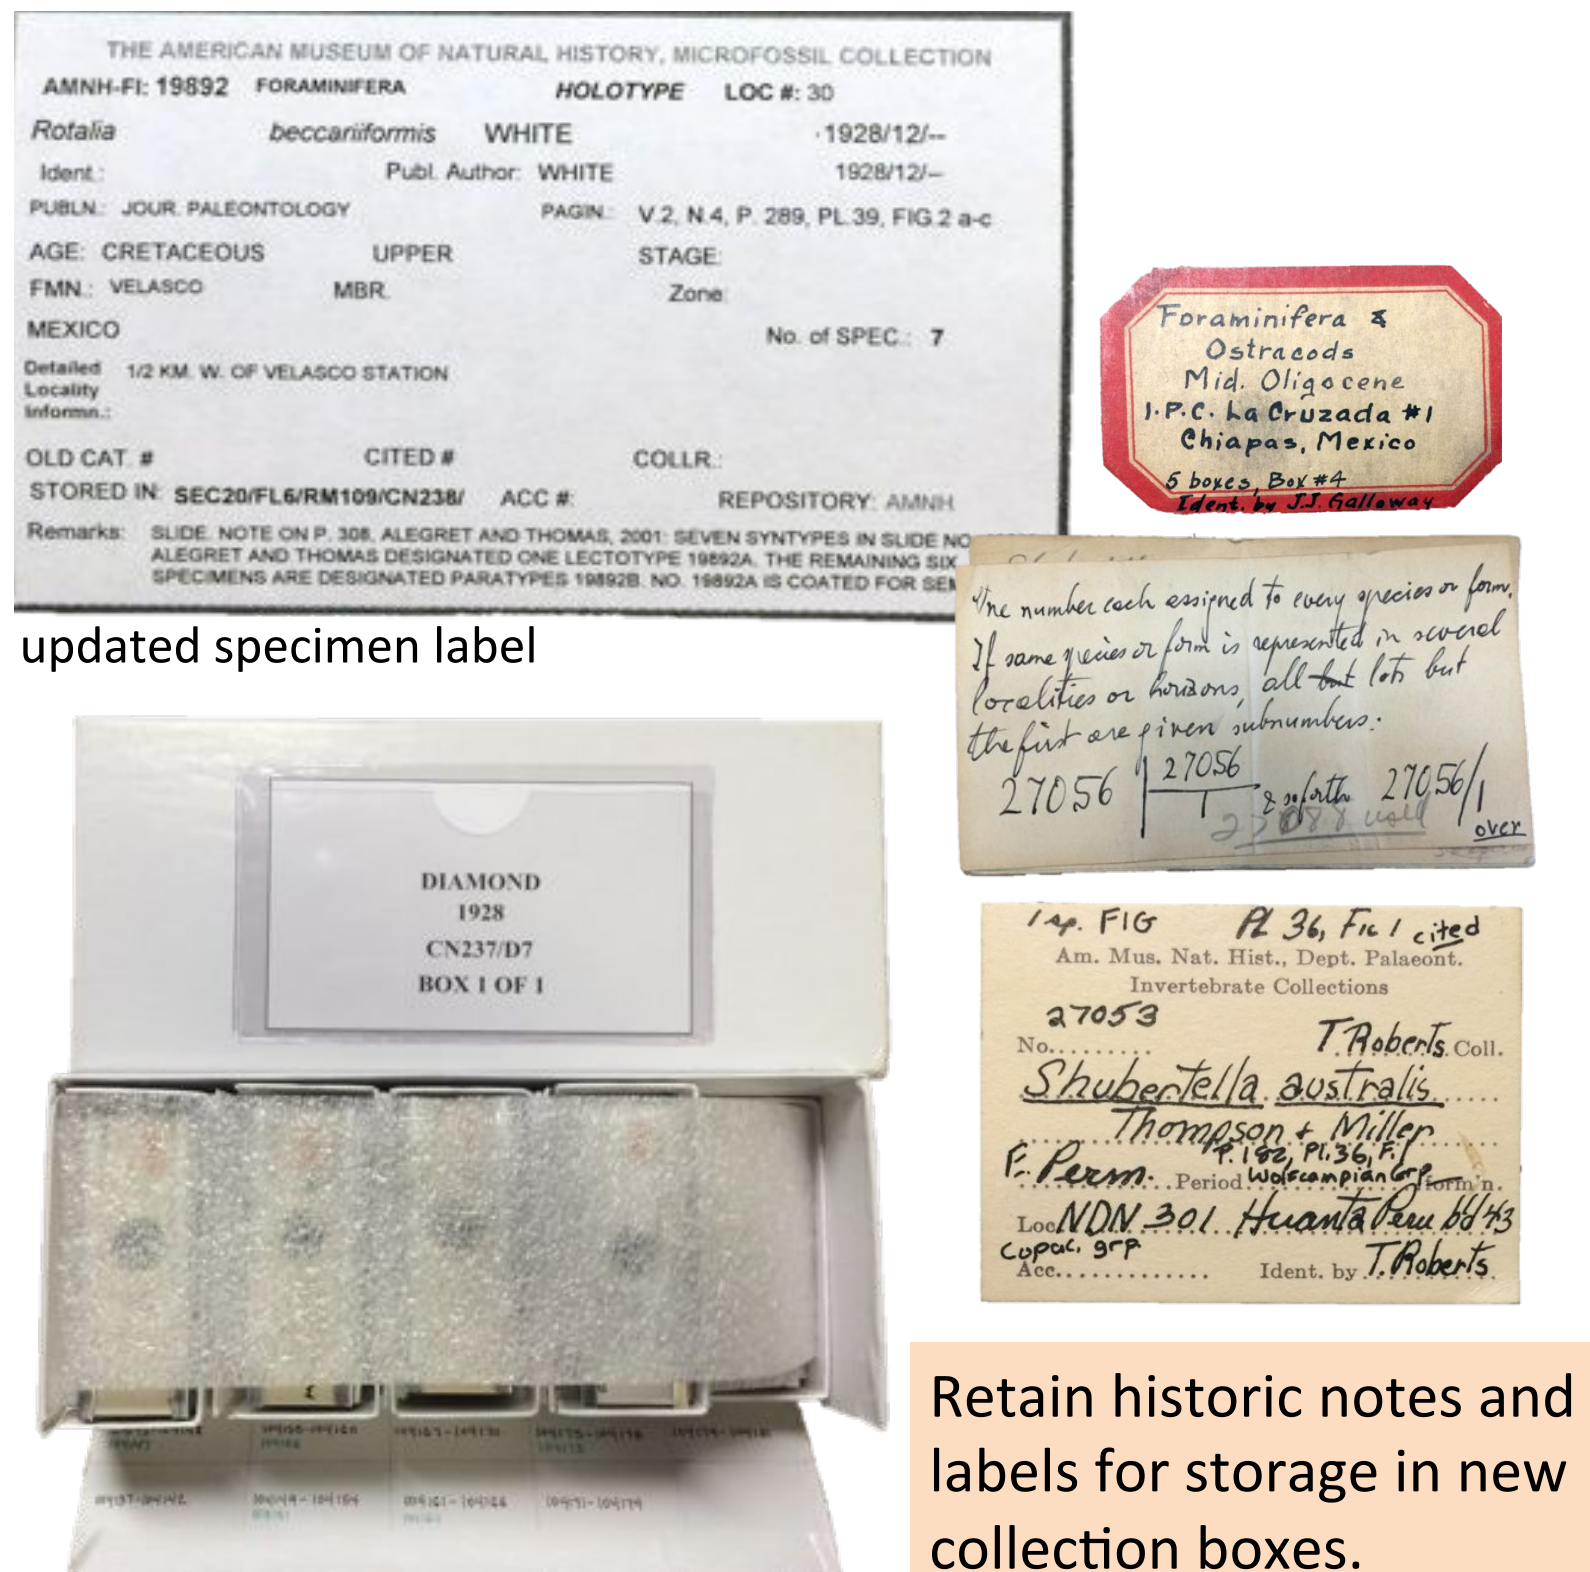 THE AMERICAN MUSEUM OF NATURAL HISTORY, MICROFOSSIL COLLECTION
AMNH-FI: 19892 FORAMINIFERA HOLOTYPE LOC #: 30
Rotalia beccariiformis WHITE 1928/12/--
Ident.: Publ. Author: WHITE 1928/12/--
PUBLN.: JOUR. PALEONTOLOGY PAGIN.: V.2, N.4, P. 289, PL.39, FIG.2 a-c
AGE: CRETACEOUS UPPER STAGE:
FMN.: VELASCO MBR. Zone:
MEXICO No. of SPEC.: 7
Detailed Locality Informn.: 1/2 KM. W. OF VELASCO STATION
OLD CAT. # CITED # COLLR.:
STORED IN: SEC20/FL6/RM109/CN238/ ACC #: REPOSITORY: AMNH
Remarks: SLIDE. NOTE ON P. 308, ALEGRET AND THOMAS, 2001: SEVEN SYNTYPES IN SLIDE NO
ALEGRET AND THOMAS DESIGNATED ONE LECTOTYPE 19892A. THE REMAINING SIX
SPECIMENS ARE DESIGNATED PARATYPES 19892B. NO. 19892A IS COATED FOR SEM
updated specimen label
Foraminifera &
Ostracods
Mid. Oligocene
I.P.C. La Cruzada #1
Chiapas, Mexico
5 boxes, Box #4
Ident. by J.J. Galloway
One number each assigned to every species or form.
If same species or form is represented in several
localities or horizons, all but lots but
the first are given subnumbers:
27056 | 27056/1 & so forth 27056/1
used
over
DIAMOND
1928
CN237/D7
BOX 1 OF 1
1 sp. FIG Pl 36, Fig 1 cited
Am. Mus. Nat. Hist., Dept. Palaeont.
Invertebrate Collections
27053
No.......... T. Roberts Coll.
Shubertella australis
Thompson + Miller
P. 182, Pl. 36, F. 1
E. Perm. Period Wolfcampian Grp form'n.
Loc NDN 301 Huanta Peru bd 43
Copac. grp
Acc............. Ident. by T. Roberts
Retain historic notes and
labels for storage in new
collection boxes.